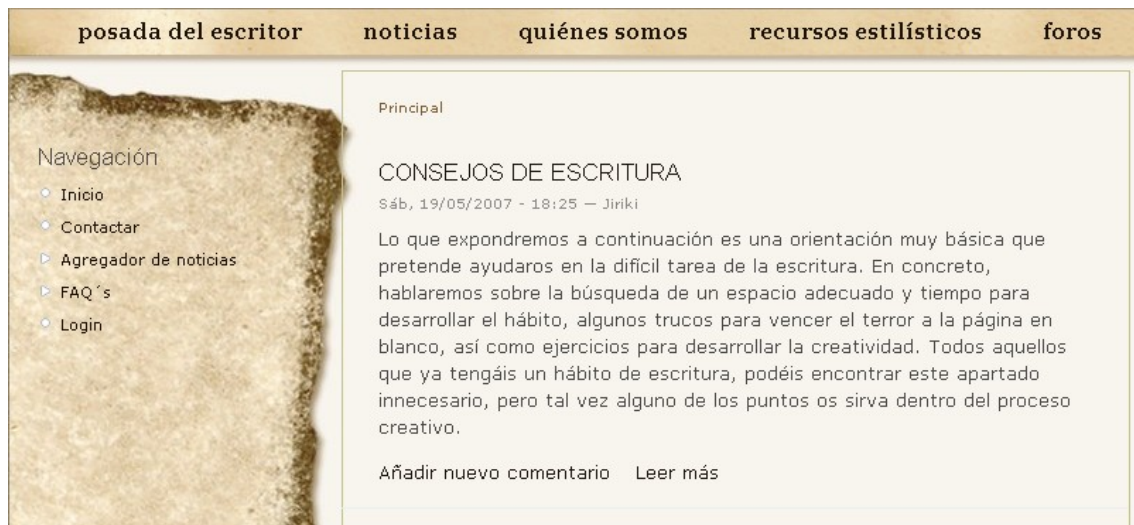 posada del escritor noticias quiénes somos recursos estilísticos foros
Navegación
Inicio
Contactar
Agregador de noticias
FAQ´s
Login
Principal
CONSEJOS DE ESCRITURA
Sáb, 19/05/2007 - 18:25 — Jiriki
Lo que expondremos a continuación es una orientación muy básica que
pretende ayudaros en la difícil tarea de la escritura. En concreto,
hablaremos sobre la búsqueda de un espacio adecuado y tiempo para
desarrollar el hábito, algunos trucos para vencer el terror a la página en
blanco, así como ejercicios para desarrollar la creatividad. Todos aquellos
que ya tengáis un hábito de escritura, podéis encontrar este apartado
innecesario, pero tal vez alguno de los puntos os sirva dentro del proceso
creativo.
Añadir nuevo comentario Leer más